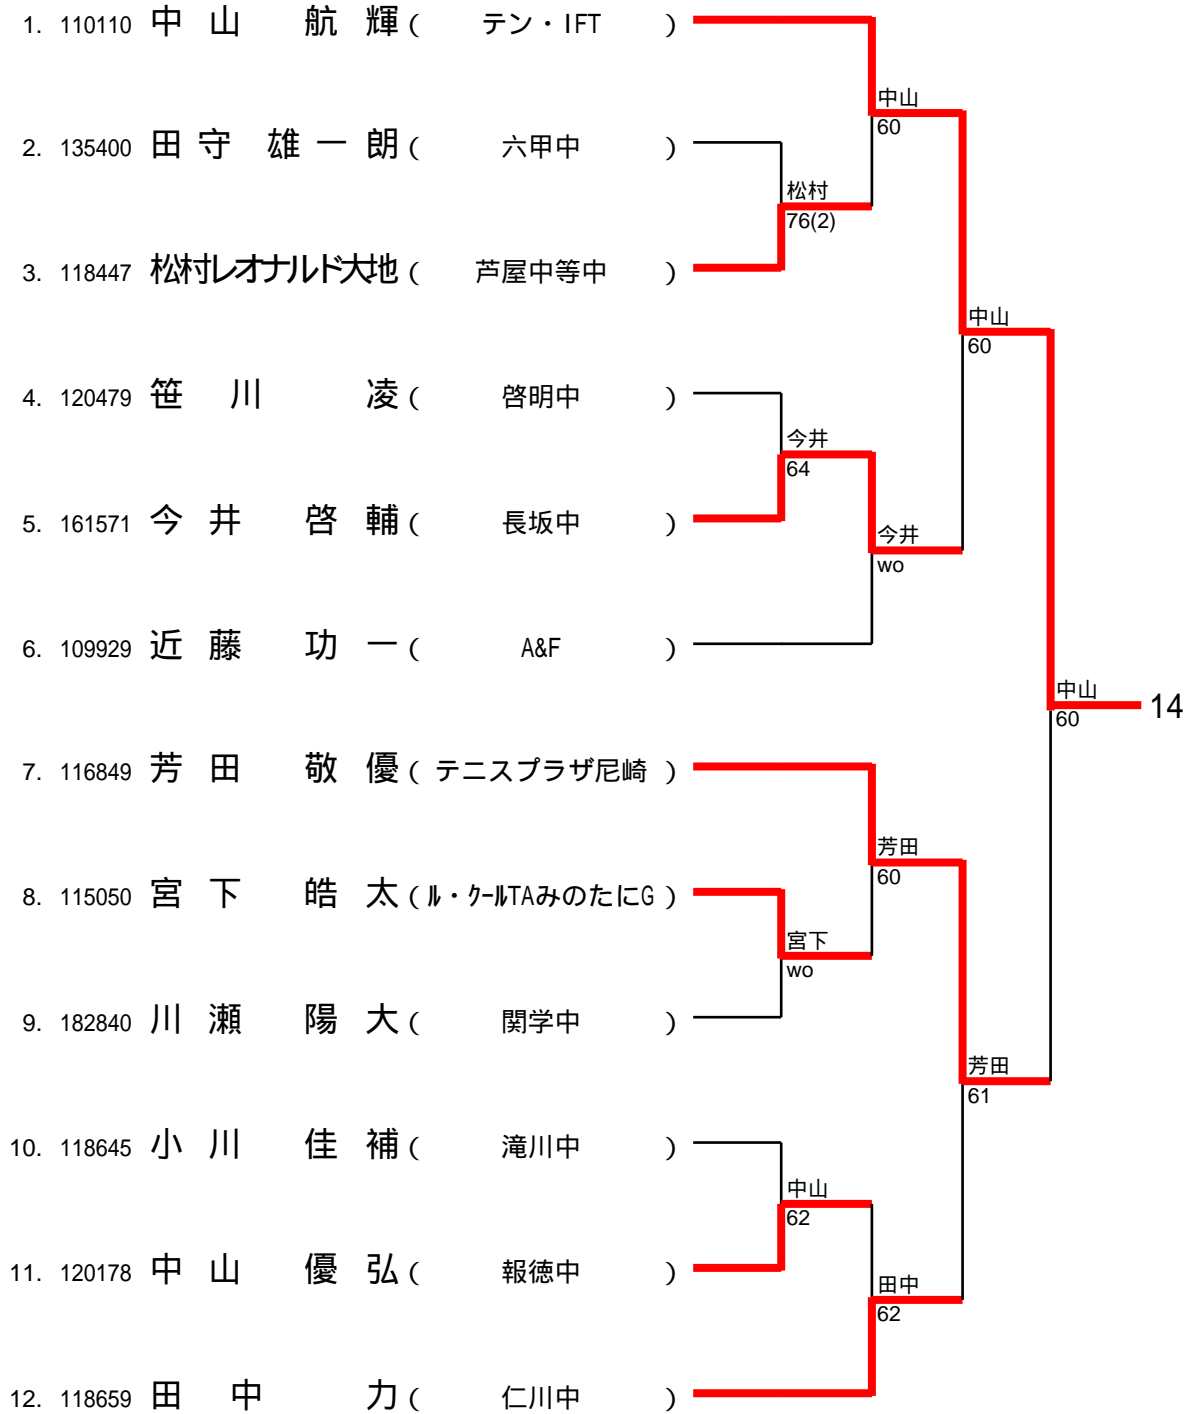 1. 110110 中山 航輝 ( テン・IFT )
中山
60
2. 135400 田守 雄一朗 ( 六甲中 )
松村
76(2)
3. 118447 松村レオナルド大地 ( 芦屋中等中 )
中山
60
4. 120479 笹川 凌 ( 啓明中 )
今井
64
5. 161571 今井 啓輔 ( 長坂中 )
今井
wo
6. 109929 近藤 功一 ( A&F )
中山
60
14
7. 116849 芳田 敬優 ( テニスプラザ尼崎 )
芳田
60
8. 115050 宮下 皓太 ( ル・クールTAみのたにG )
宮下
wo
9. 182840 川瀬 陽大 ( 関学中 )
芳田
61
10. 118645 小川 佳補 ( 滝川中 )
中山
62
11. 120178 中山 優弘 ( 報徳中 )
田中
62
12. 118659 田中 力 ( 仁川中 )